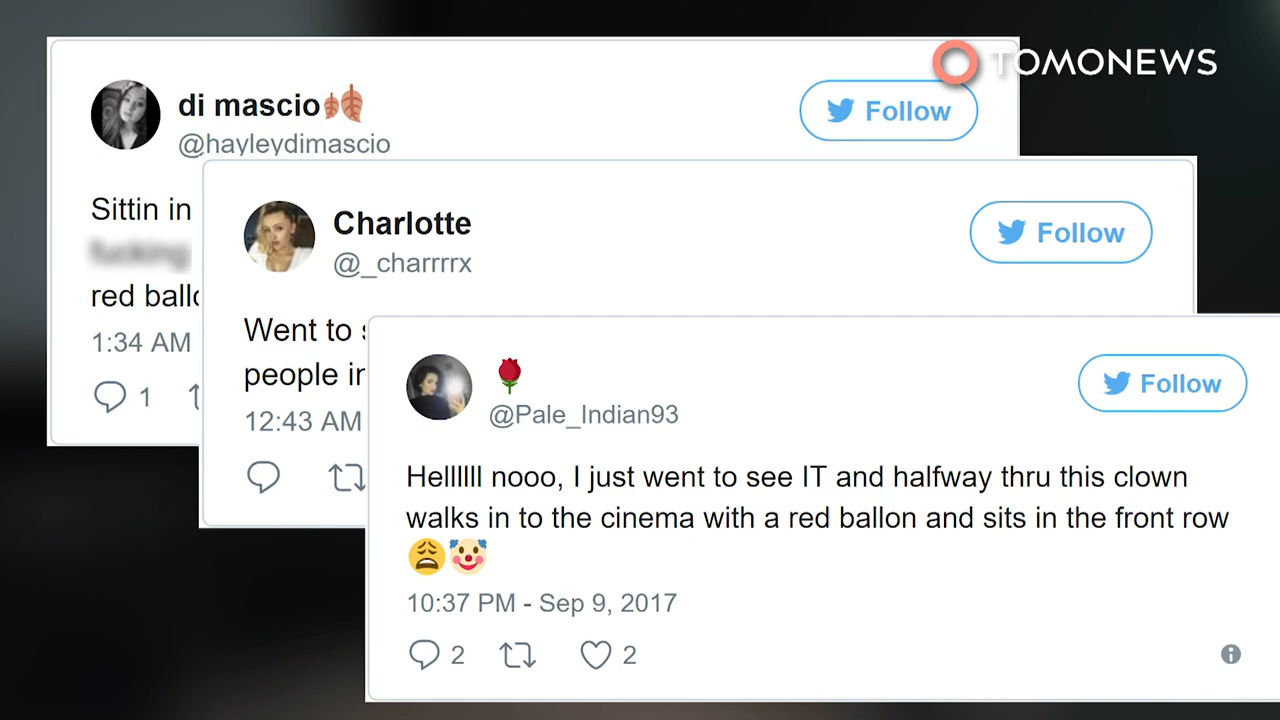 TOMONEWS
di mascio
@hayleydimascio
Follow
Sittin in
red ballo
1:34 AM
1
Charlotte
@_charrrrx
Follow
Went to
people in
12:43 AM
@Pale_Indian93
Follow
Hellllll nooo, I just went to see IT and halfway thru this clown
walks in to the cinema with a red ballon and sits in the front row
10:37 PM - Sep 9, 2017
2
2